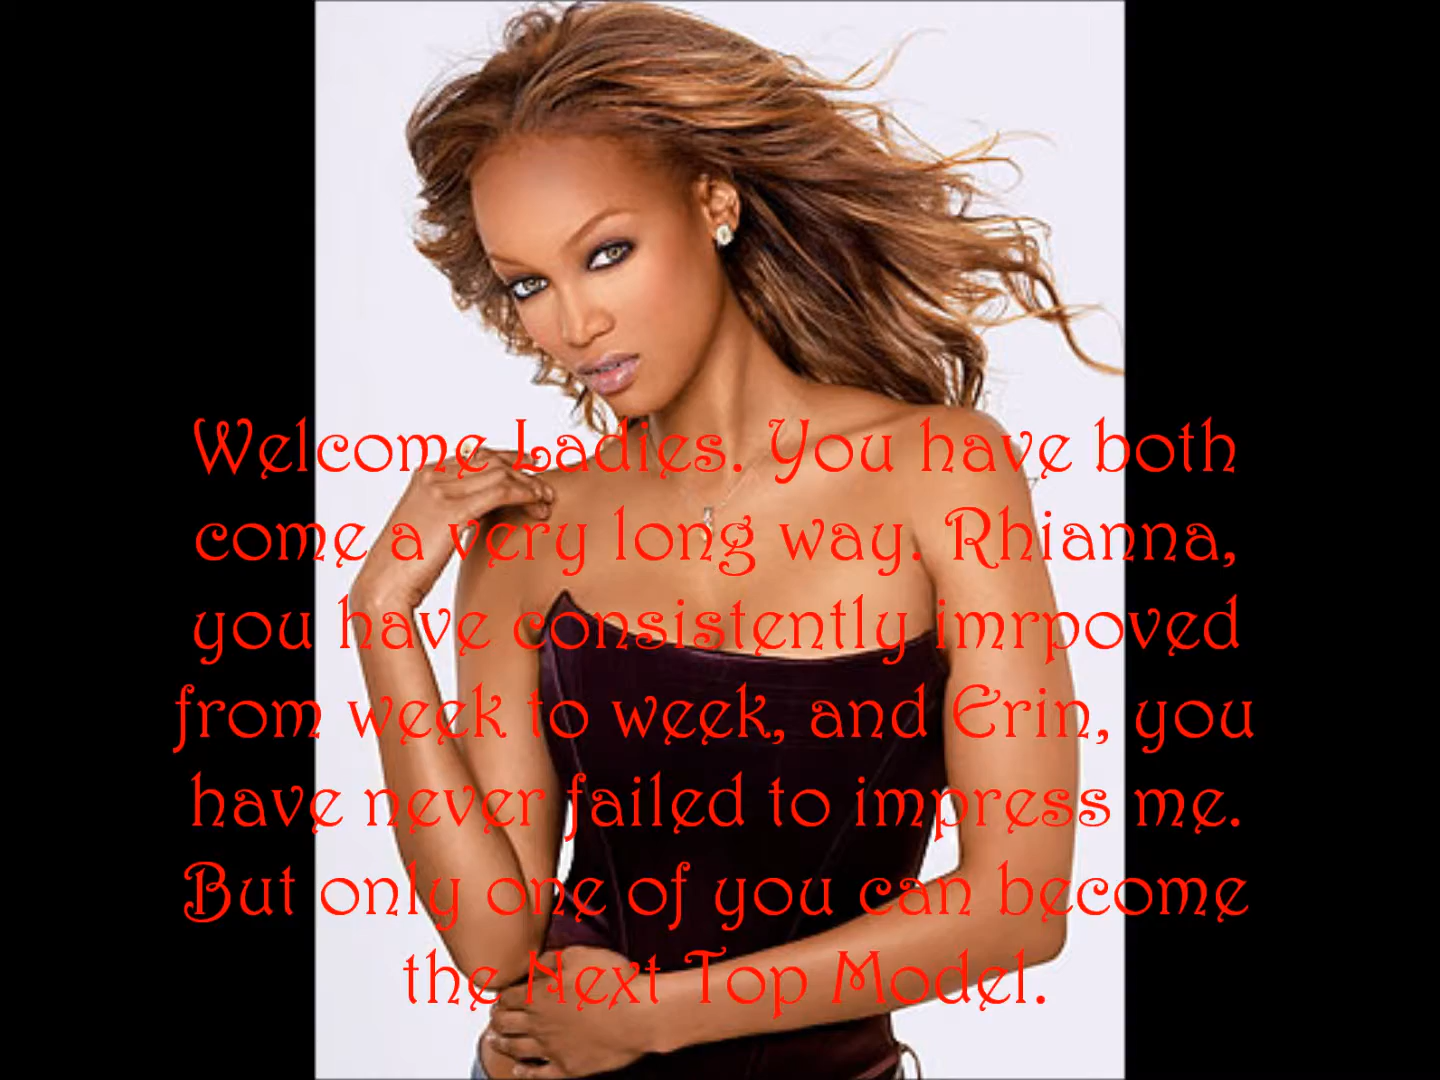 Welcome Ladies. You have both
come a very long way. Rhianna,
you have consistently imrpoved
from week to week, and Erin, you
have never failed to impress me.
But only one of you can become
the Next Top Model.